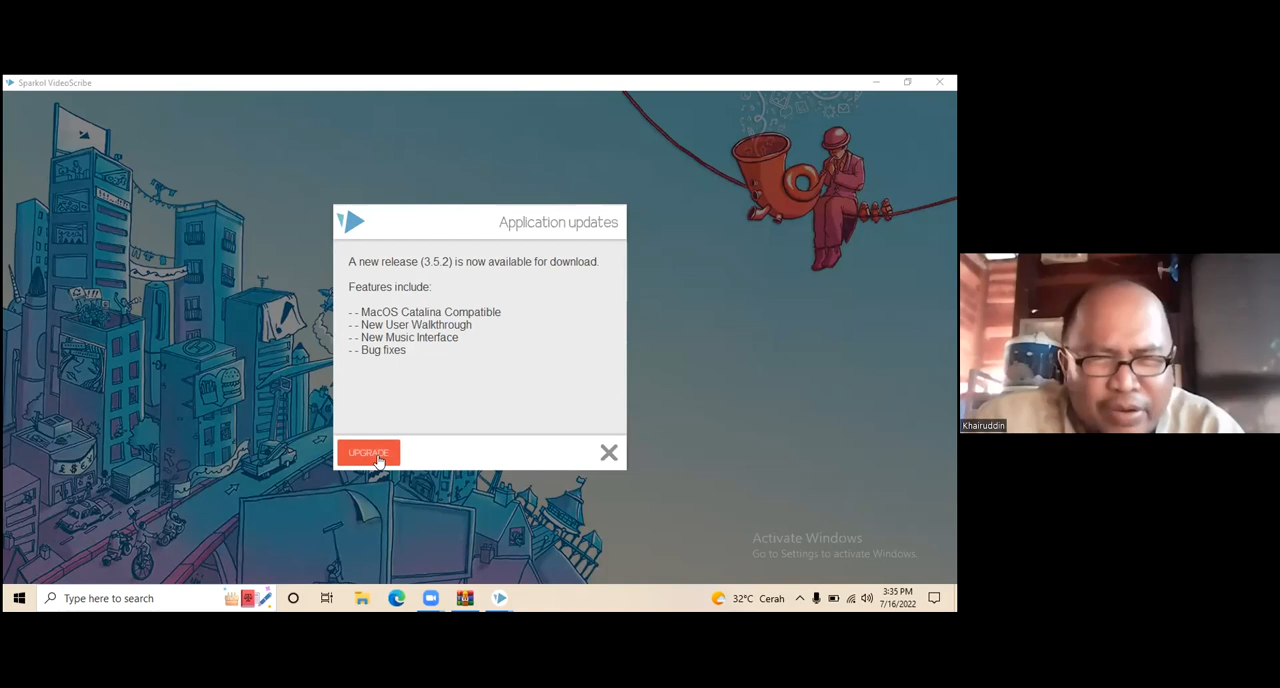 Sparkol VideoScribe
Application updates
A new release (3.5.2) is now available for download.
Features include:
- - MacOS Catalina Compatible
- - New User Walkthrough
- - New Music Interface
- - Bug fixes
UPGRADE
Activate Windows
Go to Settings to activate Windows.
Khairuddin
Type here to search
32°C Cerah
3:35 PM
7/16/2022